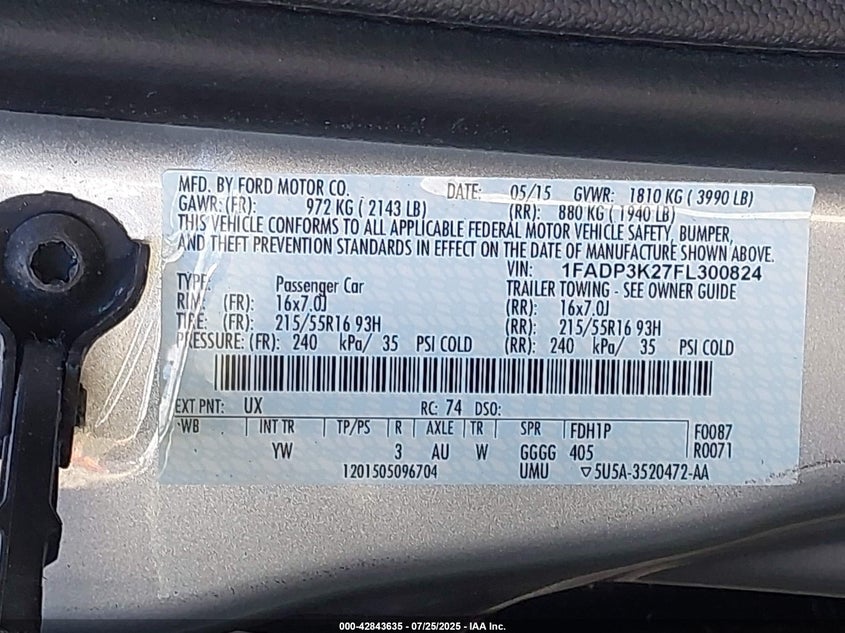 MFD. BY FORD MOTOR CO. DATE: 05/15 GVWR: 1810 KG ( 3990 LB)
GAWR: (FR) 972 KG ( 2143 LB) (RR): 880 KG ( 1940 LB)
THIS VEHICLE CONFORMS TO ALL APPLICABLE FEDERAL MOTOR VEHICLE SAFETY, BUMPER,
AND THEFT PREVENTION STANDARDS IN EFFECT ON THE DATE OF MANUFACTURE SHOWN ABOVE.
VIN: 1FADP3K27FL300824
TYPE: Passenger Car TRAILER TOWING - SEE OWNER GUIDE
RIM: (FR) 16x7.0J (RR): 16x7.0J
TIRE: (FR): 215/55R16 93H (RR): 215/55R16 93H
PRESSURE: (FR): 240 kPa/ 35 PSI COLD (RR): 240 kPa/ 35 PSI COLD
EXT PNT: UX RC: 74 DSO:
WB INT TR TP/PS R AXLE TR SPR FDH1P F0087
YW 3 AU W GGGG 405 R0071
1201505096704 UMU ▽5U5A-3520472-AA
000-42843635 / 07/25/2025 - IAA Inc.